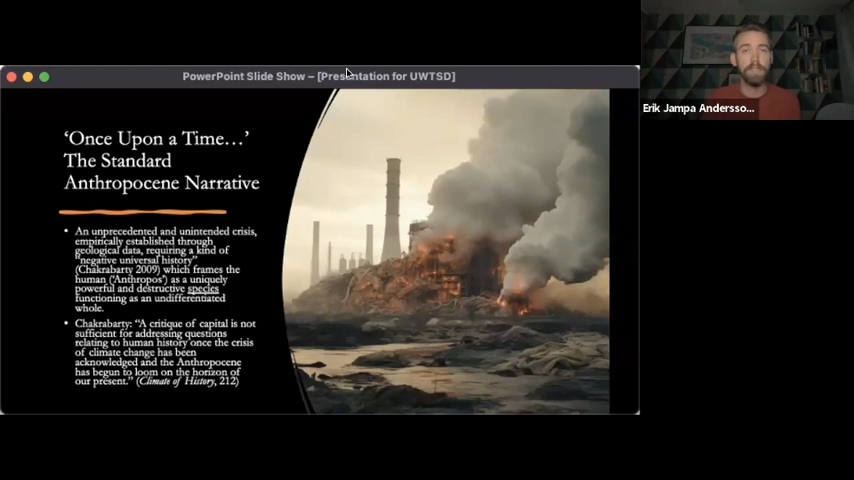 PowerPoint Slide Show – [Presentation for UWTSD]
Erik Jampa Andersso...
‘Once Upon a Time...’
The Standard
Anthropocene Narrative
• An unprecedented and unintended crisis,
empirically established through
geological data, requiring a kind of
"negative universal history"
(Chakrabarty 2009) which frames the
human (‘Anthropos’) as a uniquely
powerful and destructive species
functioning as an undifferentiated
whole.
• Chakrabarty: "A critique of capital is not
sufficient for addressing questions
relating to human history once the crisis
of climate change has been
acknowledged and the Anthropocene
has begun to loom on the horizon of
our present." (Climate of History, 212)